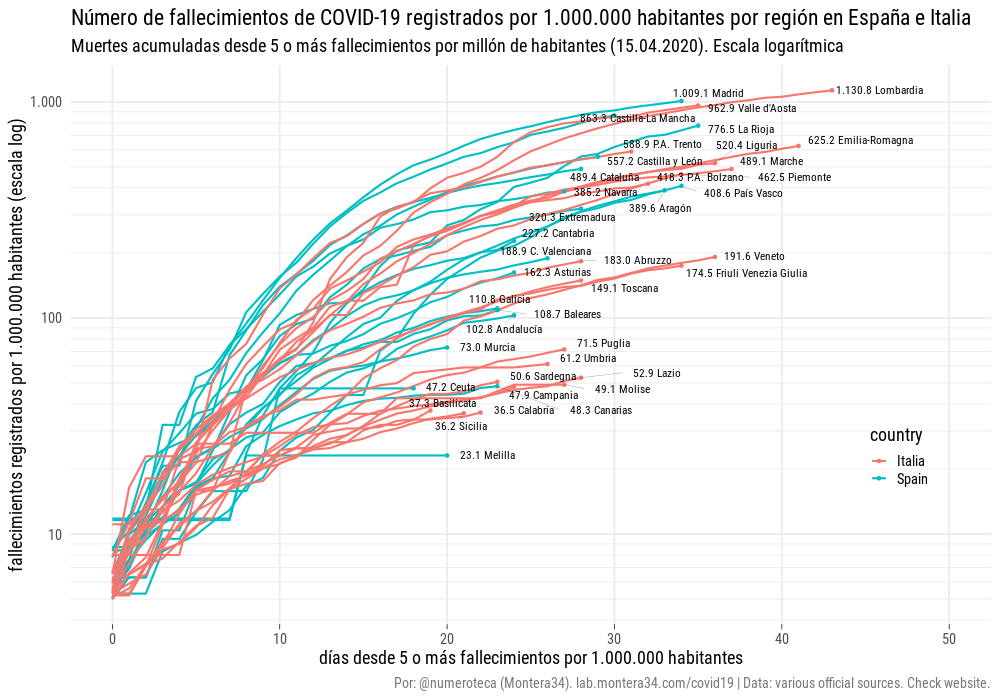 Número de fallecimientos de COVID-19 registrados por 1.000.000 habitantes por región en España e Italia
Muertes acumuladas desde 5 o más fallecimientos por millón de habitantes (15.04.2020). Escala logarítmica
fallecimientos registrados por 1.000.000 habitantes (escala log)
1.000
100
10
1.009.1 Madrid
1.130.8 Lombardia
962.9 Valle d'Aosta
863.3 Castilla-La Mancha
776.5 La Rioja
588.9 P.A. Trento
520.4 Liguria
625.2 Emilia-Romagna
557.2 Castilla y León
489.1 Marche
489.4 Cataluña
418.3 P.A. Bolzano
462.5 Piemonte
385.2 Navarra
408.6 País Vasco
389.6 Aragón
320.3 Extremadura
227.2 Cantabria
188.9 C. Valenciana
183.0 Abruzzo
191.6 Veneto
162.3 Asturias
174.5 Friuli Venezia Giulia
149.1 Toscana
110.8 Galicia
108.7 Baleares
102.8 Andalucía
73.0 Murcia
71.5 Puglia
61.2 Umbria
50.6 Sardegna
52.9 Lazio
47.2 Ceuta
47.9 Campania
49.1 Molise
37.3 Basilicata
36.5 Calabria
48.3 Canarias
36.2 Sicilia
23.1 Melilla
country
Italia
Spain
0
10
20
30
40
50
días desde 5 o más fallecimientos por 1.000.000 habitantes
Por: @numeroteca (Montera34). lab.montera34.com/covid19 | Data: various official sources. Check website.